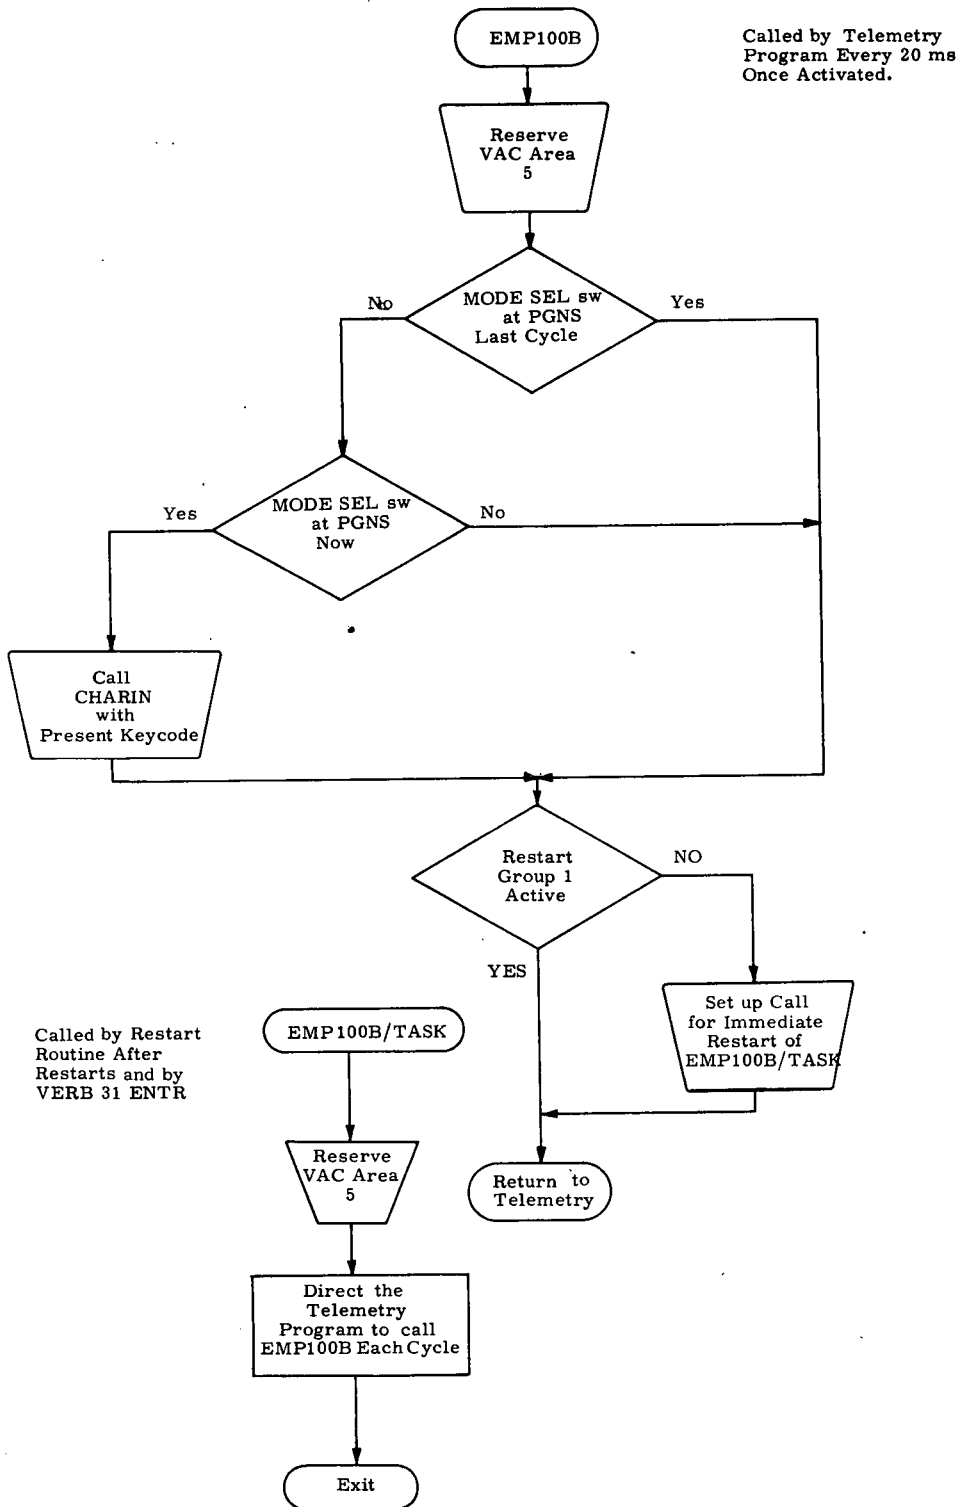 EMP100B
Called by Telemetry
Program Every 20 ms
Once Activated.
Reserve
VAC Area
5
MODE SEL sw
at PGNS
Last Cycle
No
Yes
MODE SEL sw
at PGNS
Now
Yes
No
Call
CHARIN
with
Present Keycode
Restart
Group 1
Active
NO
YES
Set up Call
for Immediate
Restart of
EMP100B/TASK
Return to
Telemetry
Called by Restart
Routine After
Restarts and by
VERB 31 ENTR
EMP100B/TASK
Reserve
VAC Area
5
Direct the
Telemetry
Program to call
EMP100B Each Cycle
Exit